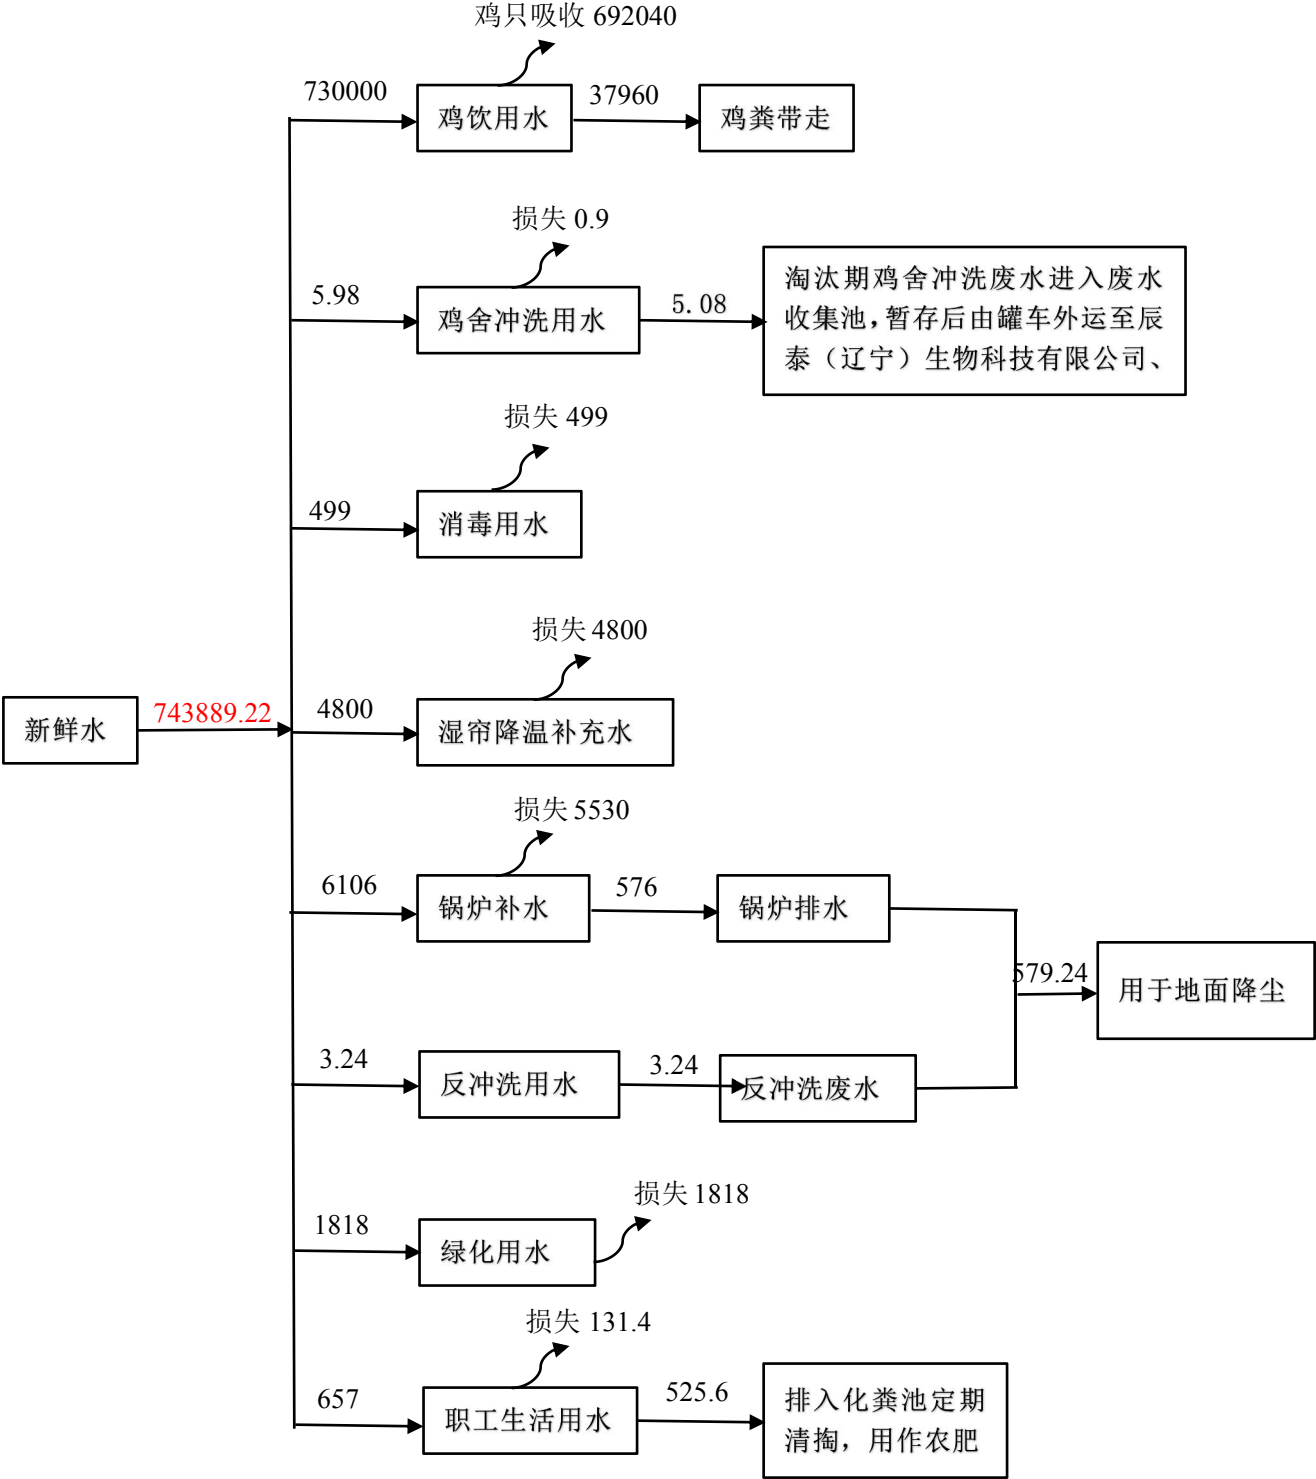 鸡只吸收 692040
730000
鸡饮用水
37960
鸡粪带走
损失 0.9
5.98
鸡舍冲洗用水
5.08
淘汰期鸡舍冲洗废水进入废水
收集池，暂存后由罐车外运至辰
泰（辽宁）生物科技有限公司、
损失 499
499
消毒用水
损失 4800
新鲜水
743889.22
4800
湿帘降温补充水
损失 5530
6106
锅炉补水
576
锅炉排水
579.24
用于地面降尘
3.24
反冲洗用水
3.24
反冲洗废水
损失 1818
1818
绿化用水
损失 131.4
657
职工生活用水
525.6
排入化粪池定期
清掏，用作农肥